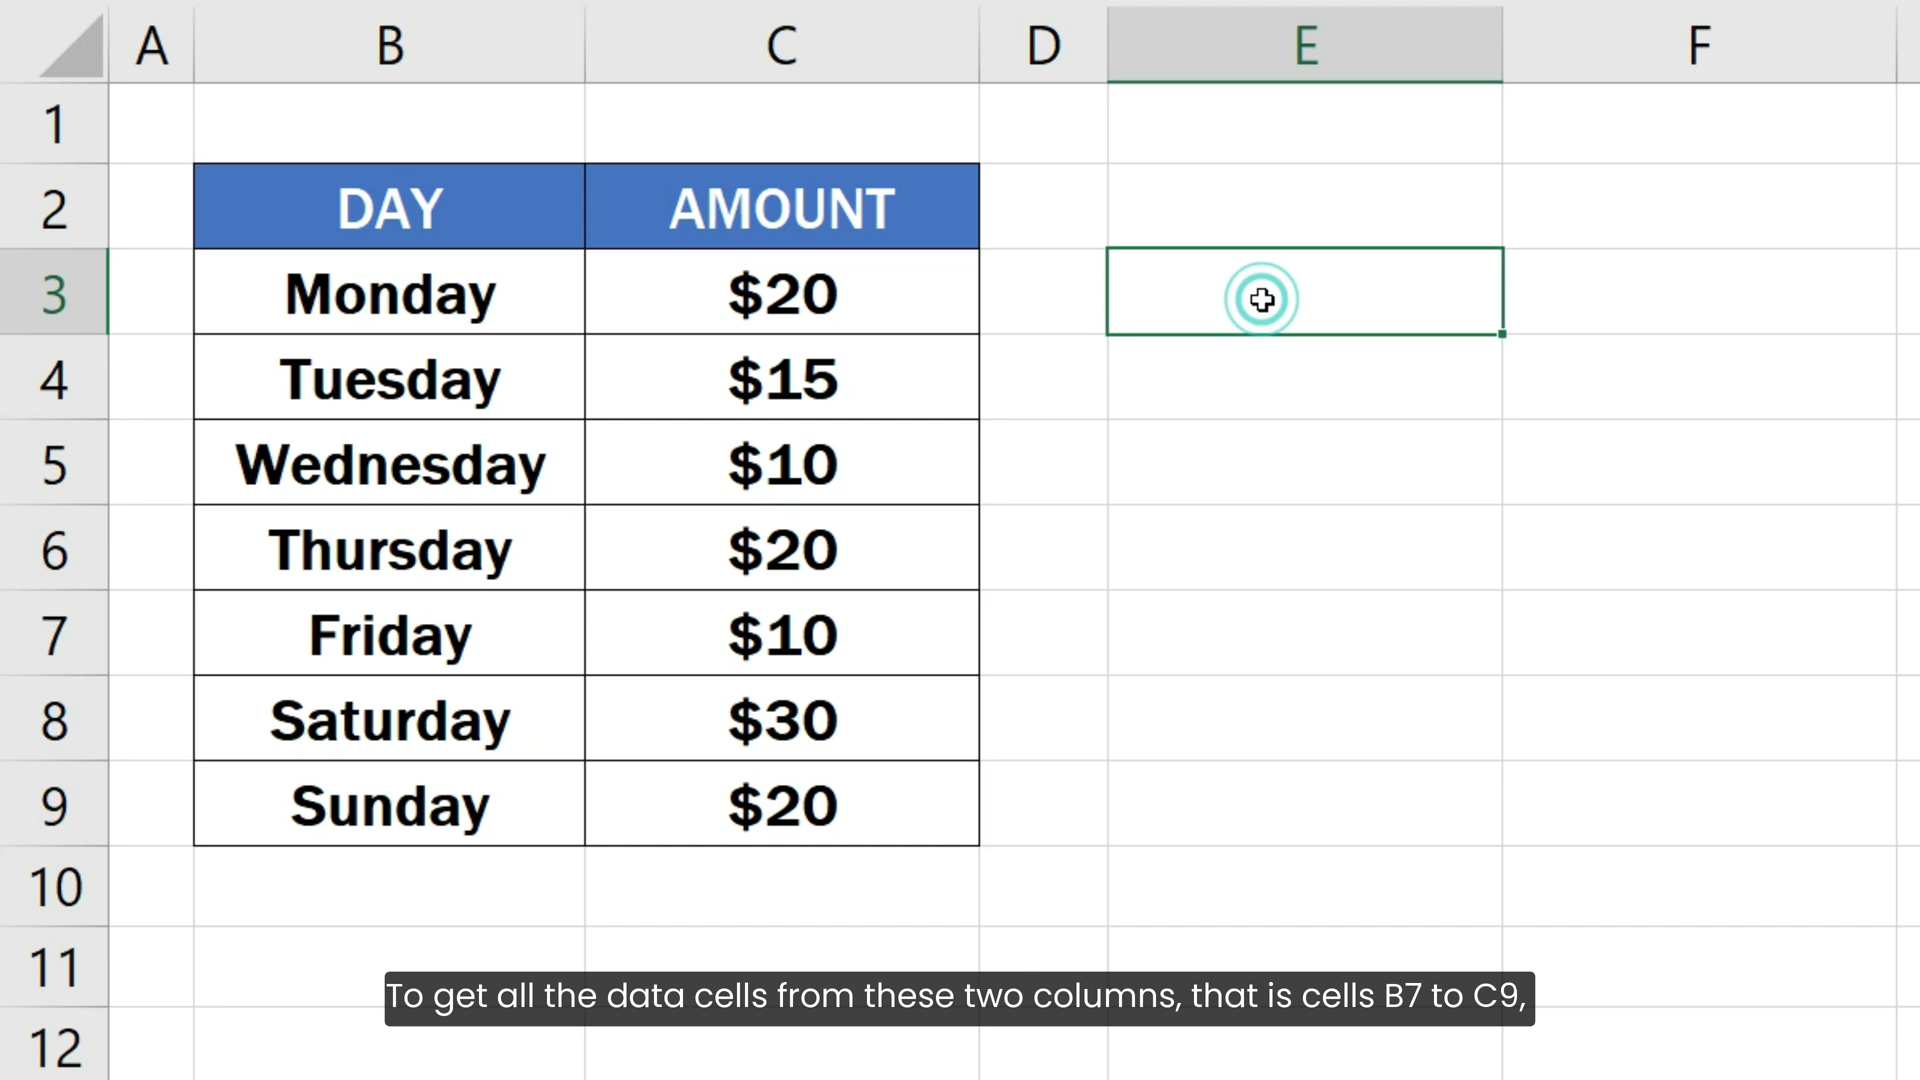 A B C D E F
1
2 DAY AMOUNT
3 Monday $20
4 Tuesday $15
5 Wednesday $10
6 Thursday $20
7 Friday $10
8 Saturday $30
9 Sunday $20
10
11
To get all the data cells from these two columns, that is cells B7 to C9,
12